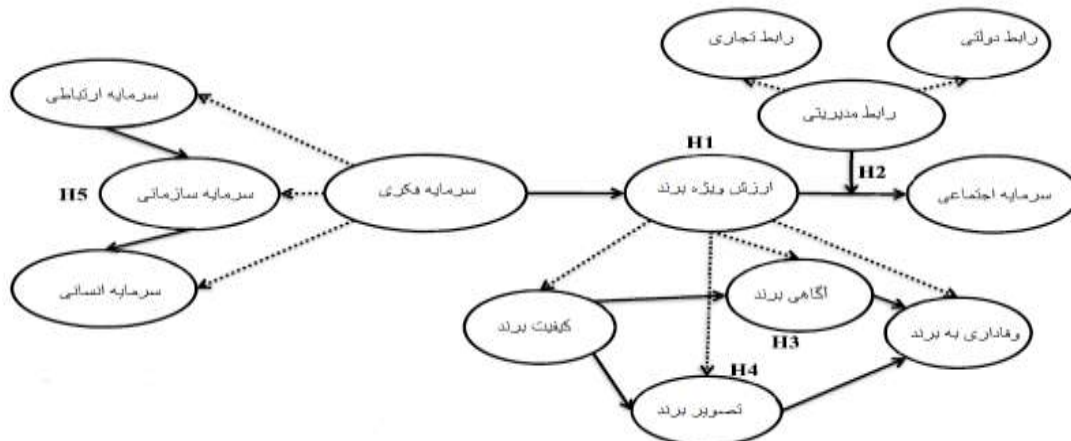 رابط تجاری
رابط دولتی
رابط مدیریتی
سرمایه ارتباطی
H1
H2
H5
سرمایه سازمانی
سرمایه فکری
ارزش ویژه برند
سرمایه اجتماعی
سرمایه انسانی
آگاهی برند
کیفیت برند
وفاداری به برند
H3
H4
تصویر برند